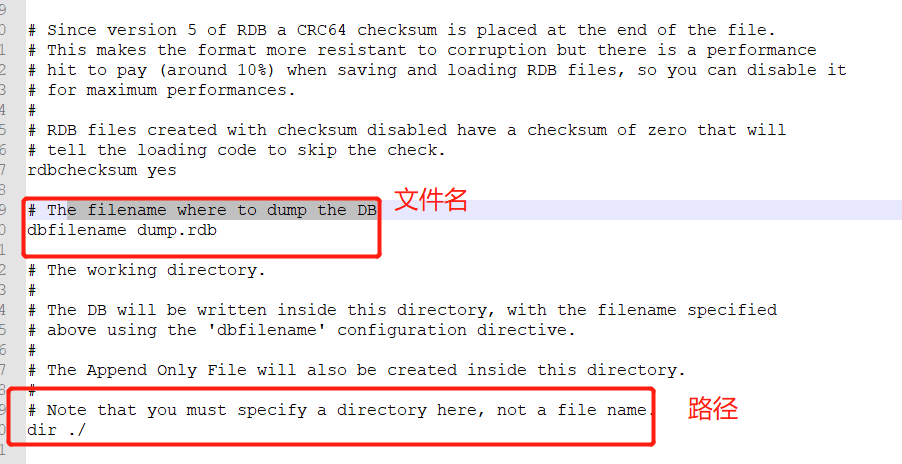 9
0 # Since version 5 of RDB a CRC64 checksum is placed at the end of the file.
1 # This makes the format more resistant to corruption but there is a performance
2 # hit to pay (around 10%) when saving and loading RDB files, so you can disable it
3 # for maximum performances.
4 #
5 # RDB files created with checksum disabled have a checksum of zero that will
6 # tell the loading code to skip the check.
7 rdbchecksum yes
8
9 # The filename where to dump the DB 文件名
0 dbfilename dump.rdb
1
2 # The working directory.
3 #
4 # The DB will be written inside this directory, with the filename specified
5 # above using the 'dbfilename' configuration directive.
6 #
7 # The Append Only File will also be created inside this directory.
8 #
9 # Note that you must specify a directory here, not a file name. 路径
0 dir ./
1